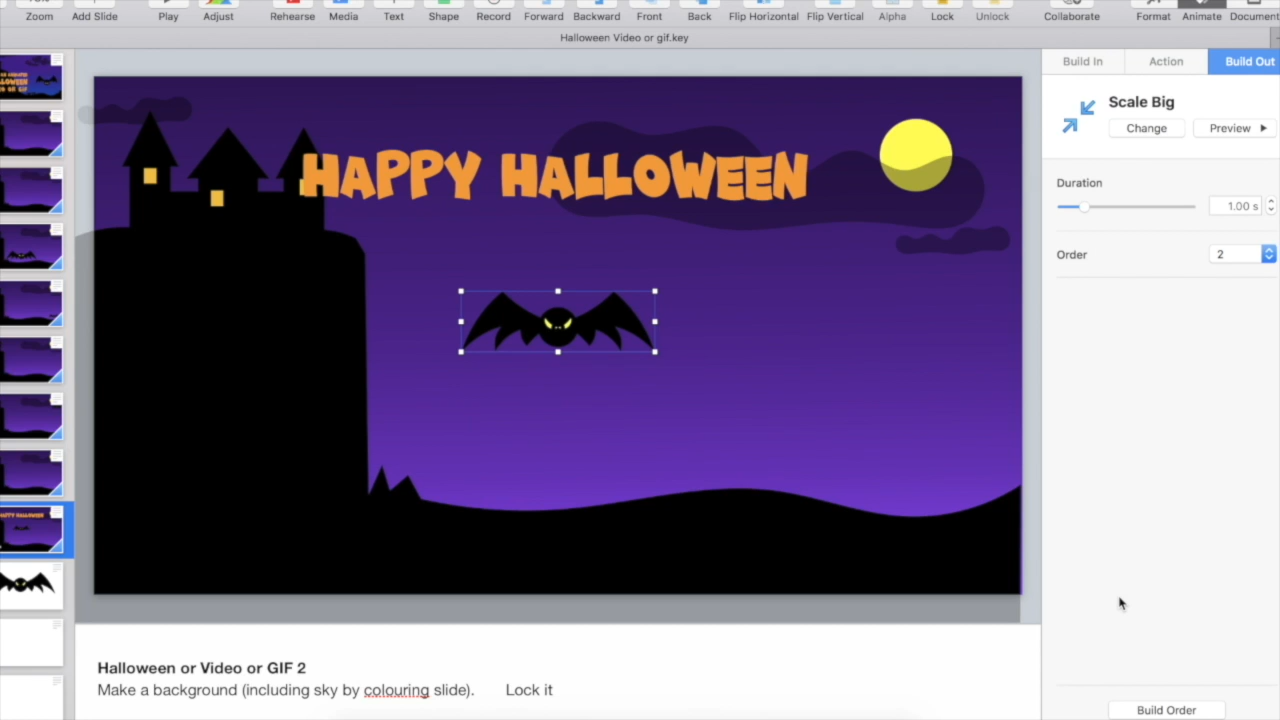 Zoom Add Slide Play Adjust Rehearse Media Text Shape Record Forward Backward Front Back Flip Horizontal Flip Vertical Alpha Lock Unlock Collaborate Format Animate Document
Halloween Video or gif.key
Build In Action Build Out
Scale Big
Change Preview
Duration
1.00 s
Order 2
HAPPY HALLOWEEN
Halloween or Video or GIF 2
Make a background (including sky by colouring slide). Lock it
Build Order